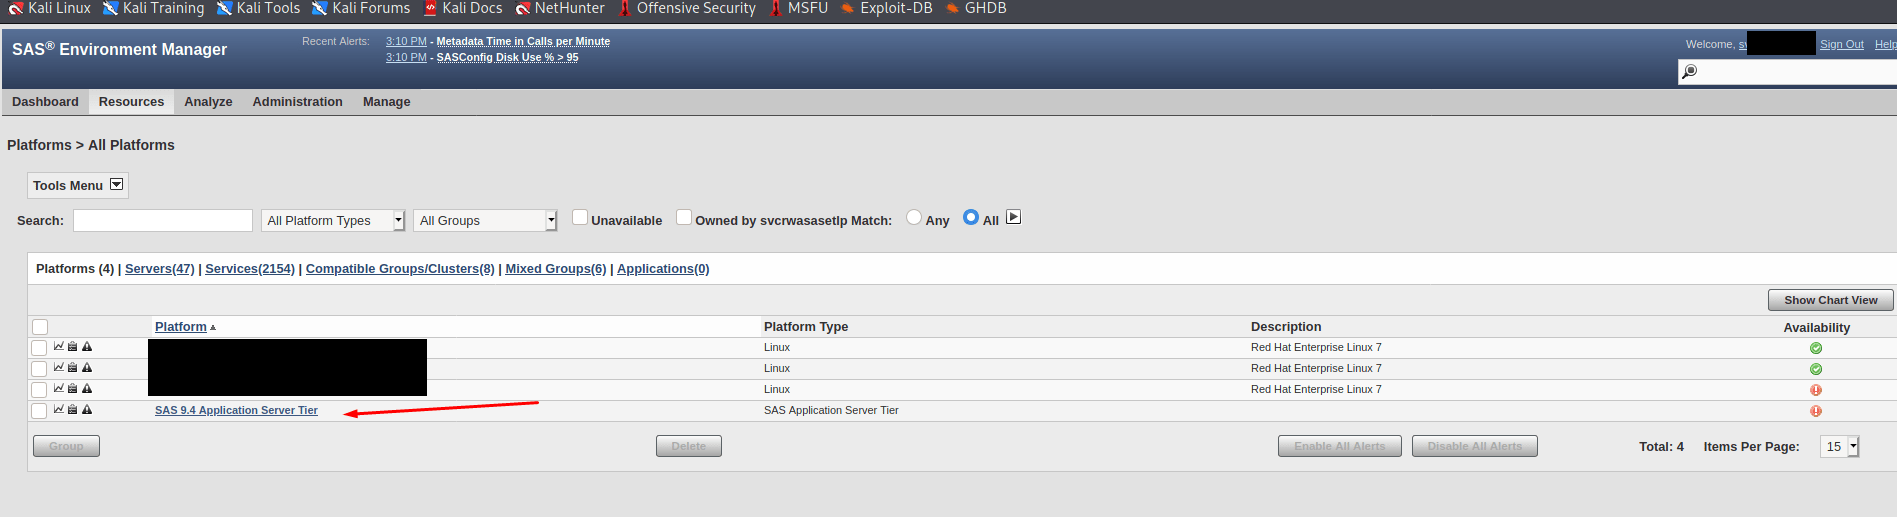 Kali Linux Kali Training Kali Tools Kali Forums Kali Docs NetHunter Offensive Security MSFU Exploit-DB GHDB
SAS® Environment Manager
Recent Alerts: 3:10 PM - Metadata Time in Calls per Minute
3:10 PM - SASConfig Disk Use % > 95
Welcome, Sign Out Help
Dashboard Resources Analyze Administration Manage
Platforms > All Platforms
Tools Menu
Search: All Platform Types All Groups Unavailable Owned by svcrwasasetlp Match: Any All
Platforms (4) | Servers(47) | Services(2154) | Compatible Groups/Clusters(8) | Mixed Groups(6) | Applications(0)
Show Chart View
Platform Platform Type Description Availability
Linux Red Hat Enterprise Linux 7
Linux Red Hat Enterprise Linux 7
Linux Red Hat Enterprise Linux 7
SAS 9.4 Application Server Tier SAS Application Server Tier
Group Delete Enable All Alerts Disable All Alerts Total: 4 Items Per Page: 15